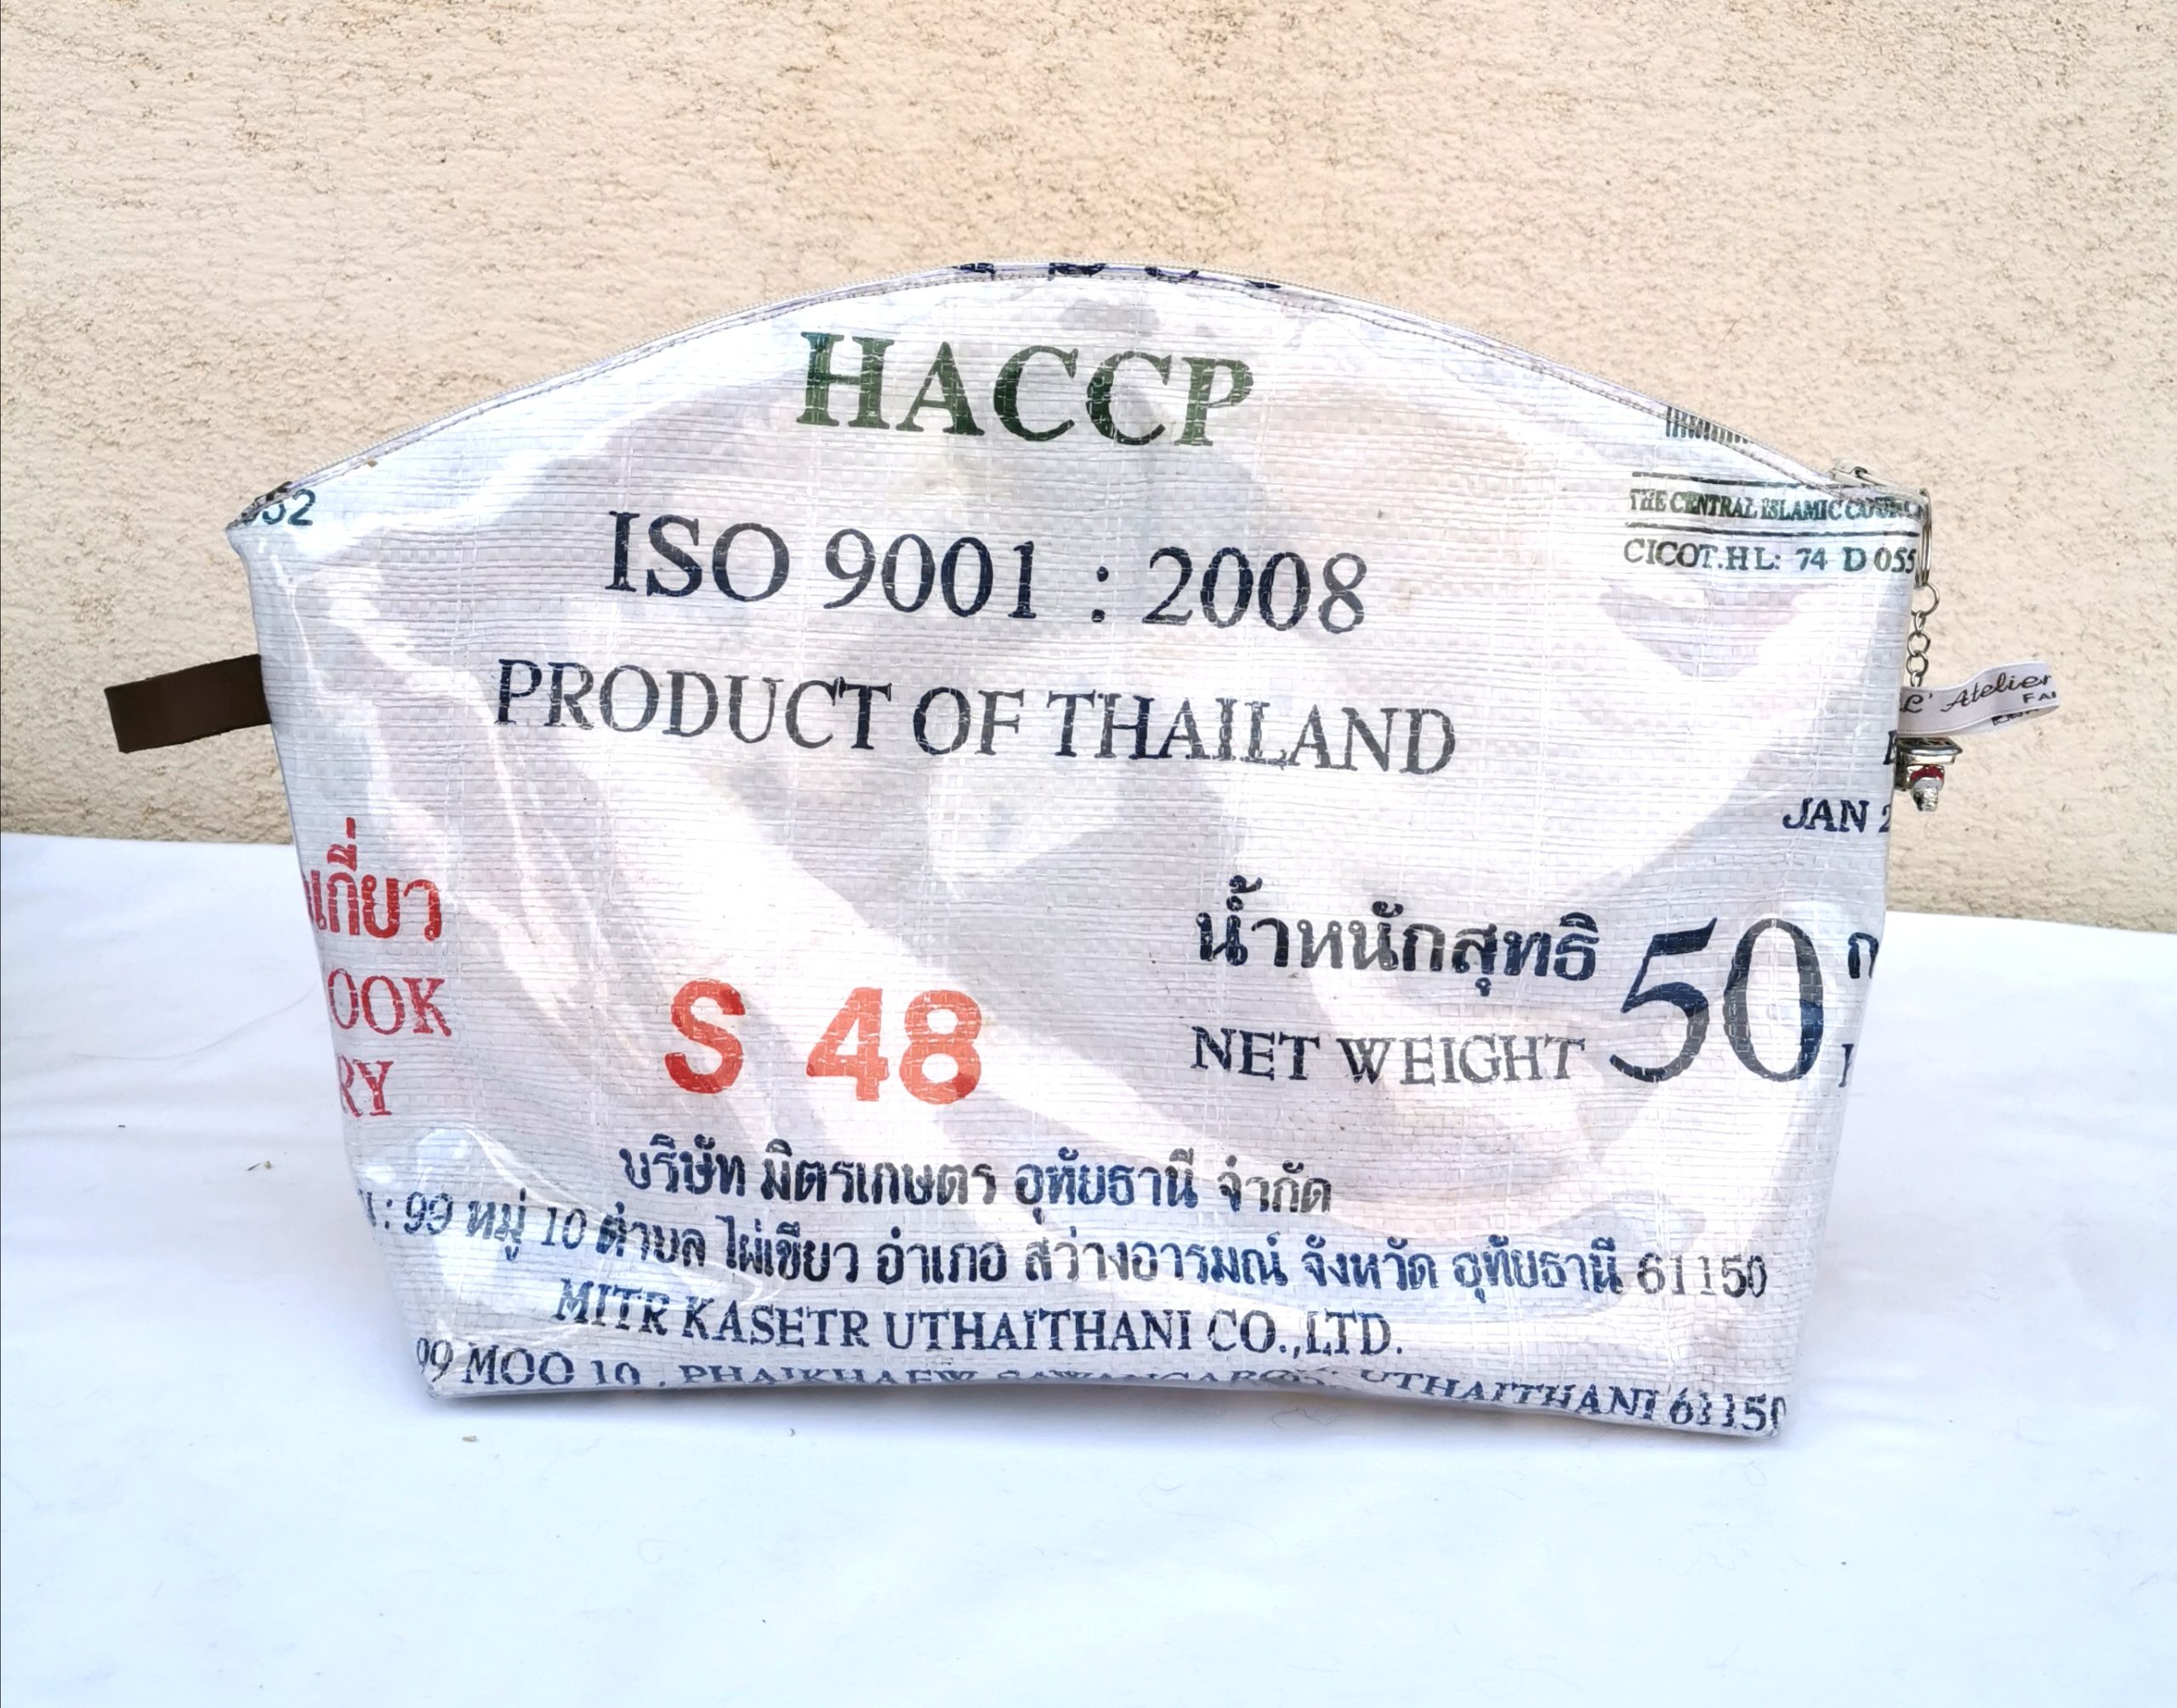 HACCP
THE CENTRAL ISLAMIC
CICOT.HL: 74 D 055
ISO 9001 : 2008
PRODUCT OF THAILAND
L' Atelier
JAN
เกี่ยว
OOK
RY
S 48
น้ำหนักสุทธิ 50
NET WEIGHT
บริษัท มิตรเกษตร อุทัยธานี จำกัด
: 99 หมู่ 10 ตำบล ไผ่เขียว อำเภอ สว่างอารมณ์ จังหวัด อุทัยธานี 61150
MITR KASETR UTHAITHANI CO.,LTD.
99 MOO 10 , UTHAITHANI 61150